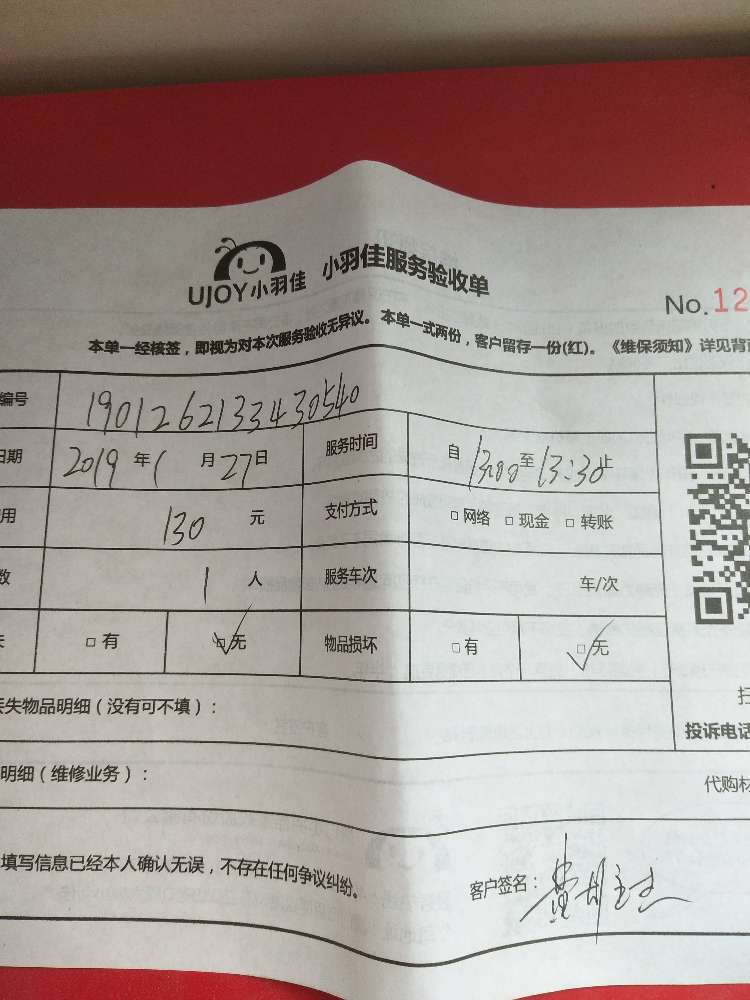 UJOY小羽佳 小羽佳服务验收单
No.12
本单一经核签，即视为对本次服务验收无异议。本单一式两份，客户留存一份(红)。《维保须知》详见背
编号 1901262133430540
日期 2019年1月27日 服务时间 自13:00至13:30止
用 130 元 支付方式 □网络 □现金 □转账
数 1 人 服务车次 车/次
□有 □无 物品损坏 □有 □无
失物品明细（没有可不填）：
投诉电话
明细（维修业务）：
代购材
填写信息已经本人确认无误，不存在任何争议纠纷。
客户签名：